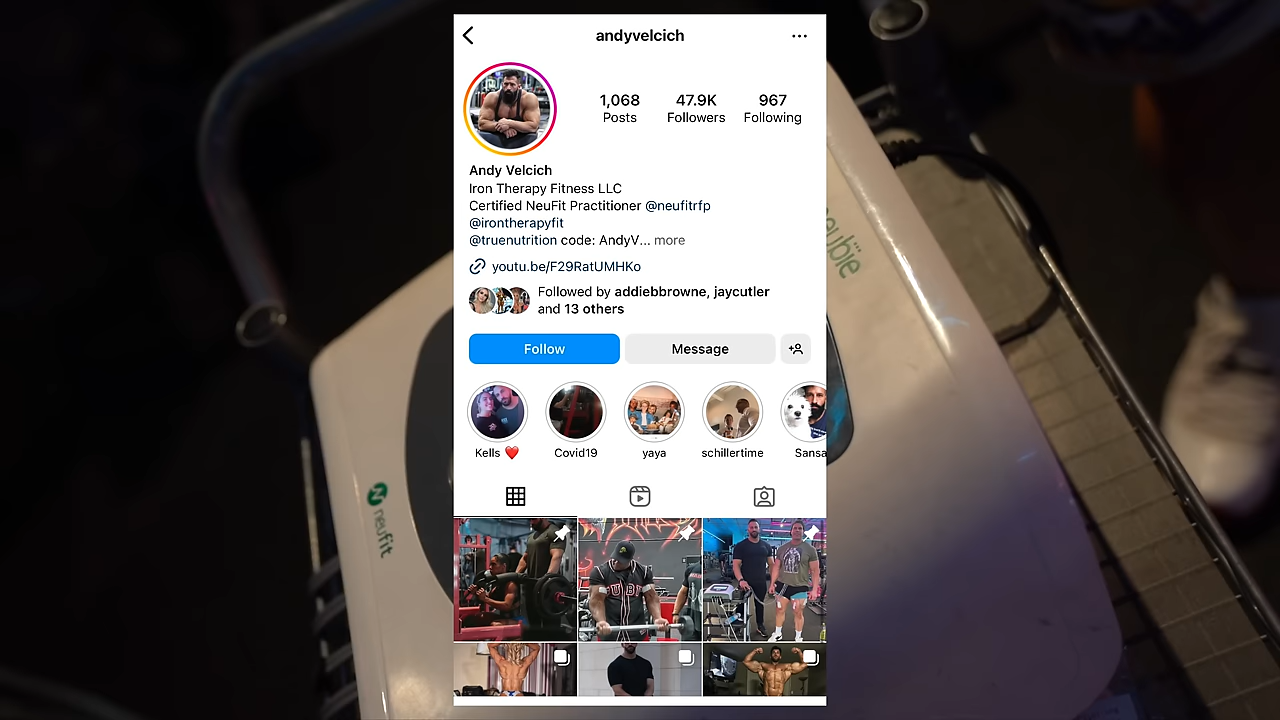 andyvelcich
1,068
Posts
47.9K
Followers
967
Following
Andy Velcich
Iron Therapy Fitness LLC
Certified NeuFit Practitioner @neufitrfp
@irontherapyfit
@truenutrition code: AndyV... more
youtu.be/F29RatUMHKo
Followed by addiebbrowne, jaycutler
and 13 others
Follow
Message
Kells ❤️
Covid19
yaya
schillertime
Sansa
neufit
neubie